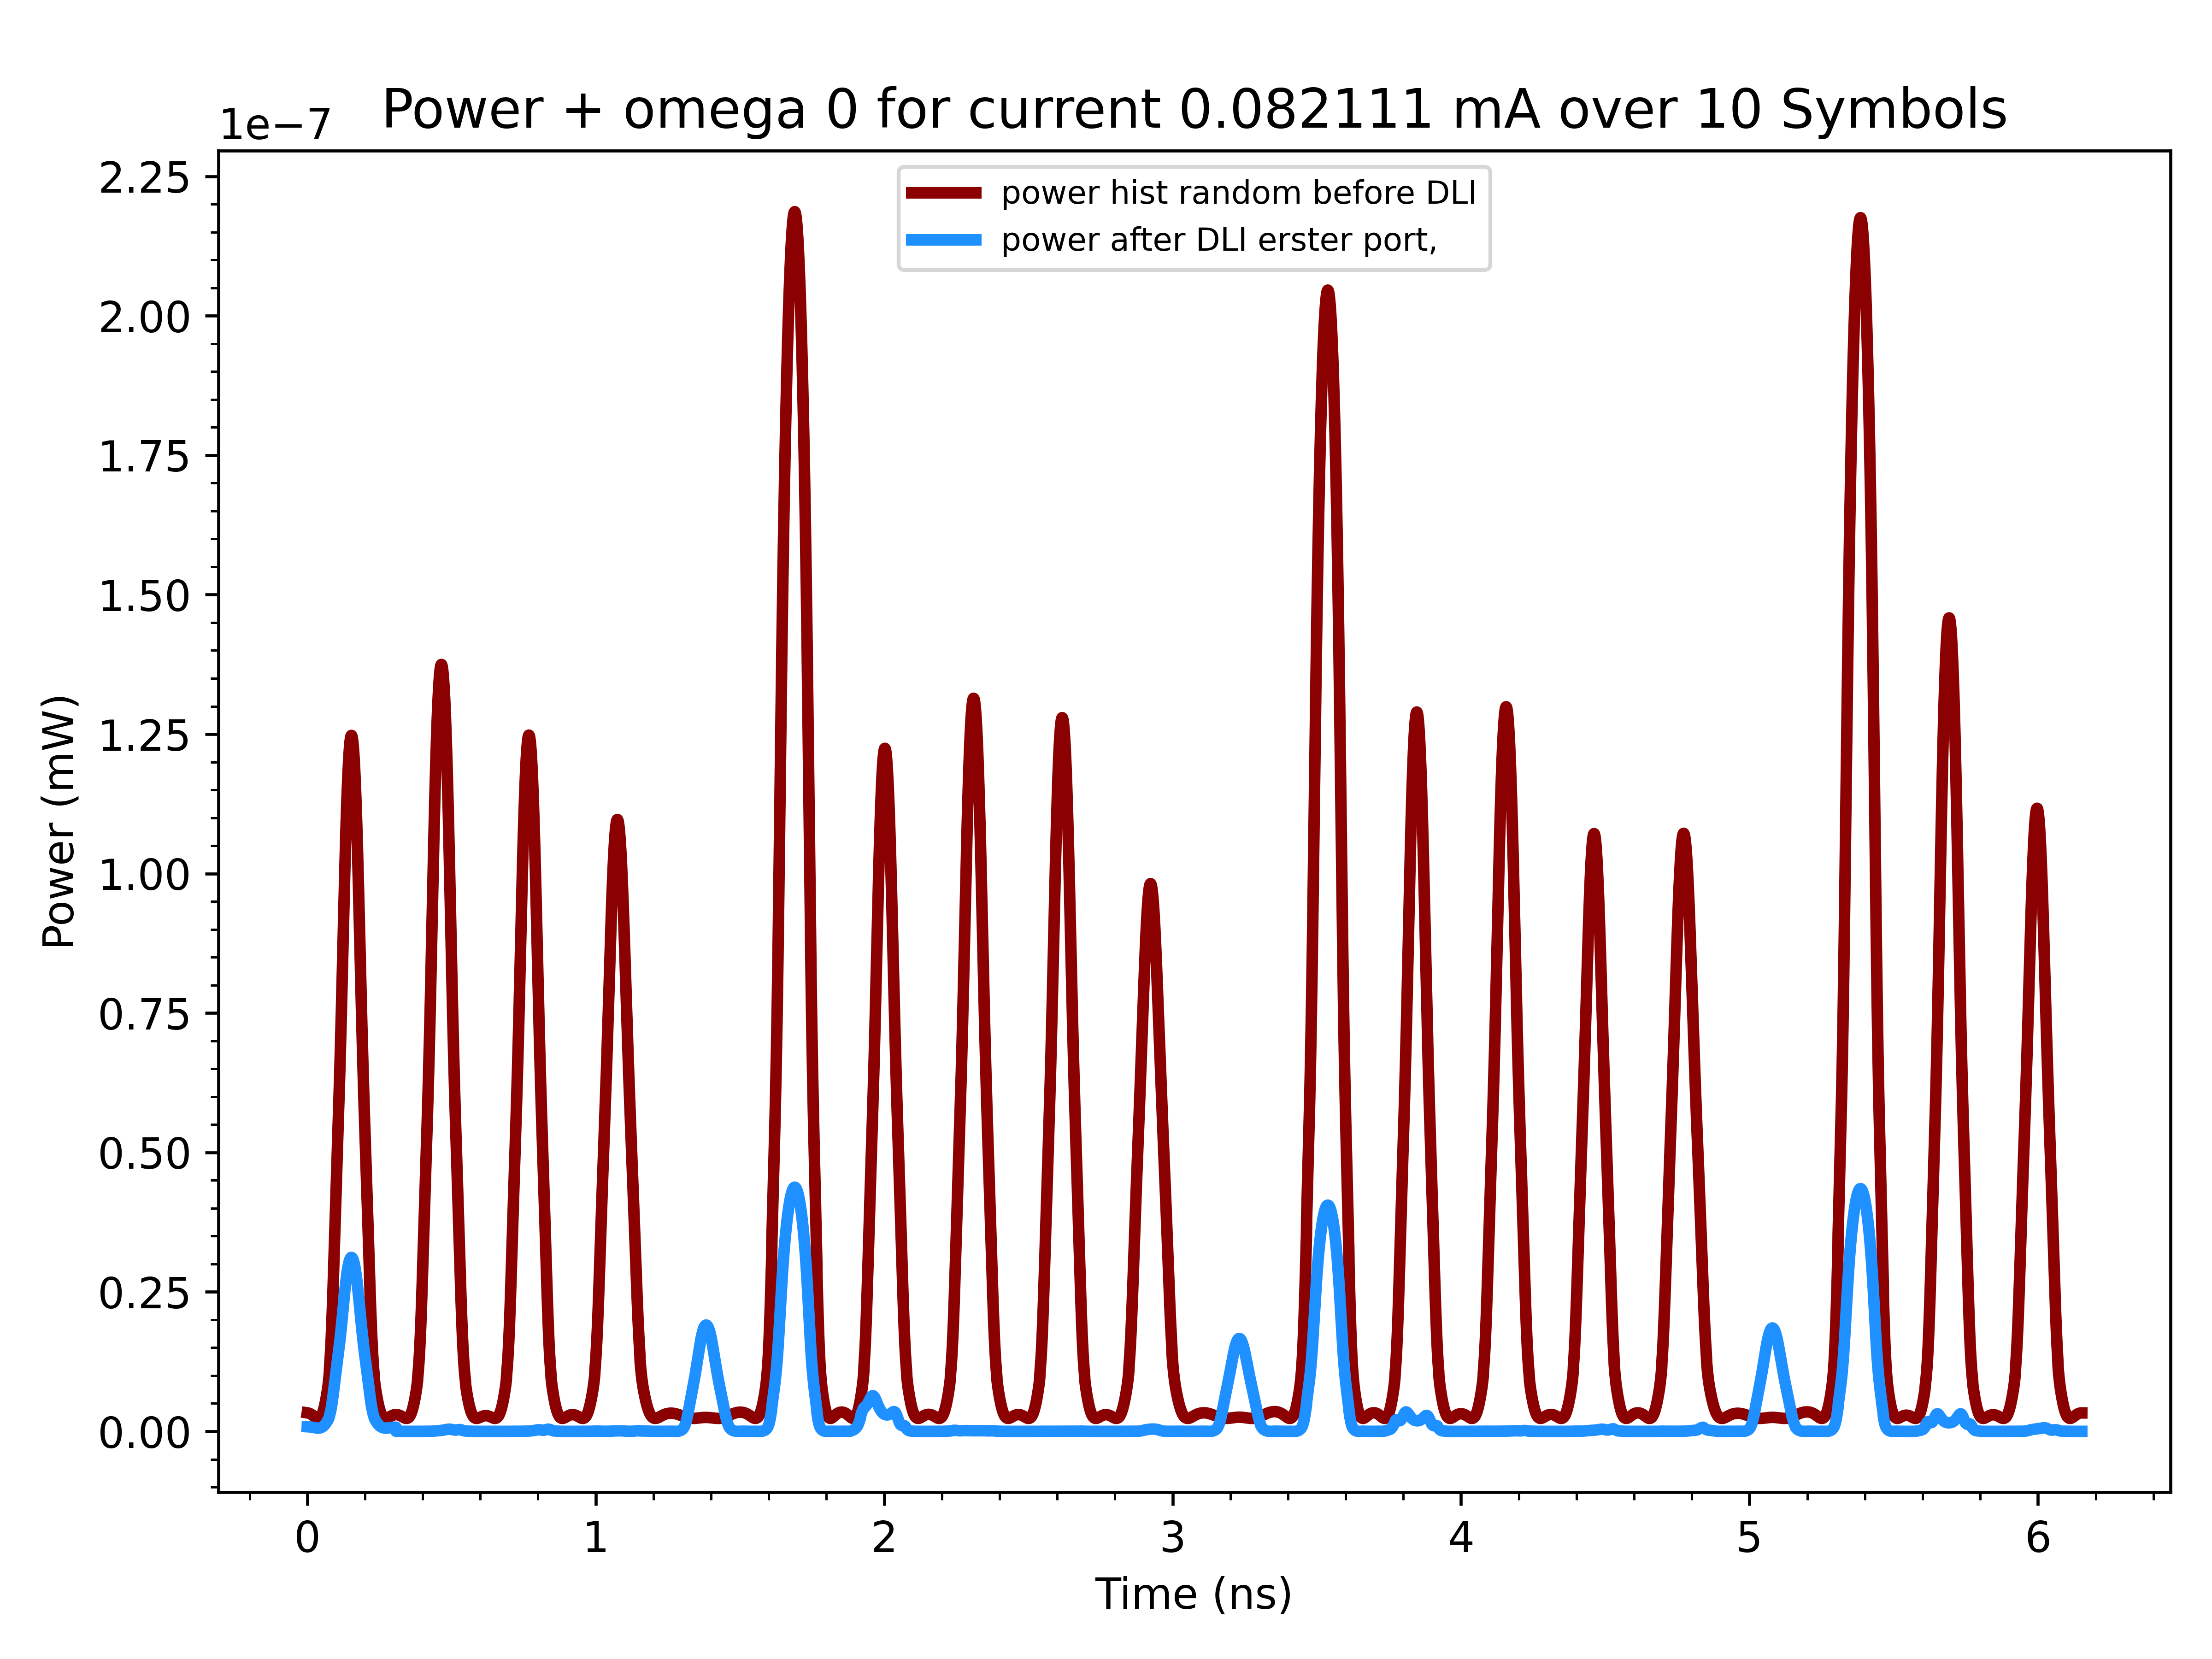 Power + omega 0 for current 0.082111 mA over 10 Symbols
1e−7
power hist random before DLI
power after DLI erster port,
2.25
2.00
1.75
1.50
1.25
1.00
0.75
0.50
0.25
0.00
Power (mW)
0 1 2 3 4 5 6
Time (ns)